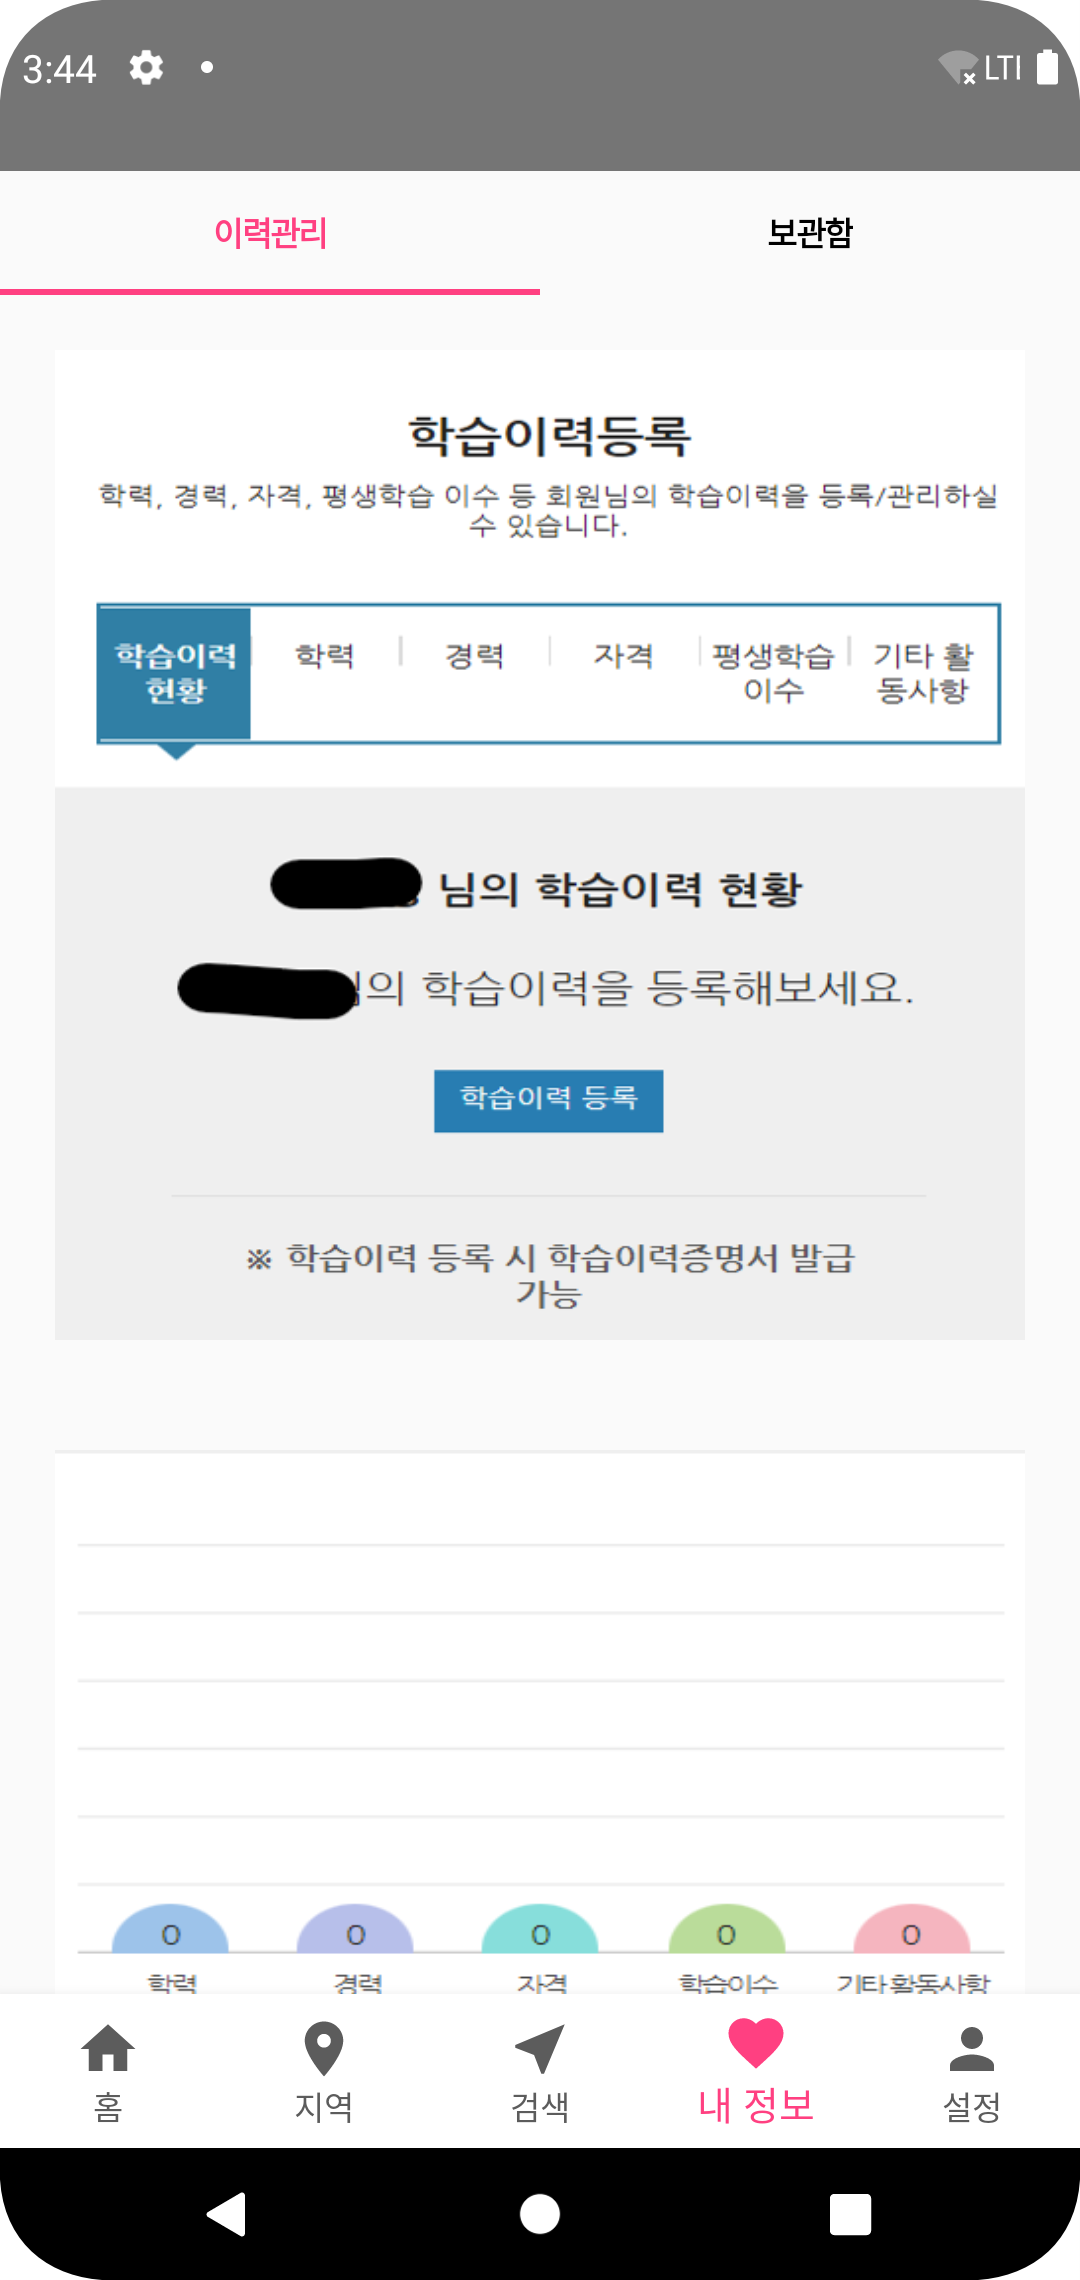 3:44
이력관리
보관함
학습이력등록
학력, 경력, 자격, 평생학습 이수 등 회원님의 학습이력을 등록/관리하실
수 있습니다.
학습이력
현황
학력
경력
자격
평생학습
이수
기타 활
동사항
님의 학습이력 현황
의 학습이력을 등록해보세요.
학습이력 등록
※ 학습이력 등록 시 학습이력증명서 발급
가능
0 0 0 0 0
학력 경력 자격 학습이수 기타 활동사항
홈 지역 검색 내 정보 설정